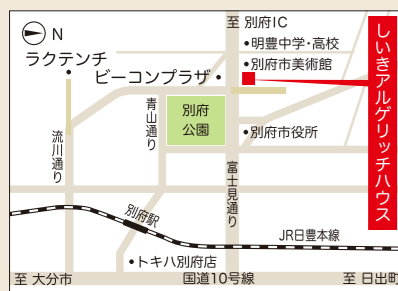 N
至 別府IC
明豊中学・高校
別府市美術館
ラクテンチ
ビーコンプラザ
しいきアルゲリッチハウス
別府
公園
青山通り
流川通り
別府市役所
富士見通り
別府駅
JR日豊本線
トキハ別府店
至 大分市
国道10号線
至 日出町